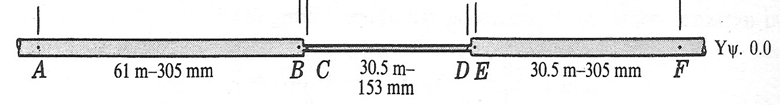 Υψ. 0.0
A 61 m–305 mm B C 30.5 m– D E 30.5 m–305 mm F
153 mm